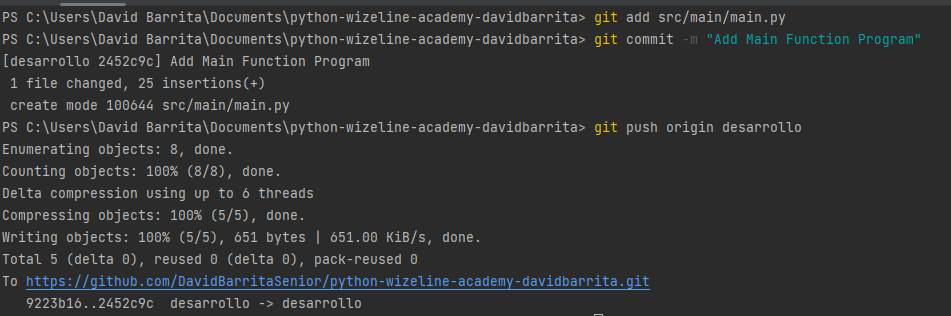 PS C:\Users\David Barrita\Documents\python-wizeline-academy-davidbarrita> git add src/main/main.py
PS C:\Users\David Barrita\Documents\python-wizeline-academy-davidbarrita> git commit -m "Add Main Function Program"
[desarrollo 2452c9c] Add Main Function Program
 1 file changed, 25 insertions(+)
 create mode 100644 src/main/main.py
PS C:\Users\David Barrita\Documents\python-wizeline-academy-davidbarrita> git push origin desarrollo
Enumerating objects: 8, done.
Counting objects: 100% (8/8), done.
Delta compression using up to 6 threads
Compressing objects: 100% (5/5), done.
Writing objects: 100% (5/5), 651 bytes | 651.00 KiB/s, done.
Total 5 (delta 0), reused 0 (delta 0), pack-reused 0
To https://github.com/DavidBarritaSenior/python-wizeline-academy-davidbarrita.git
   9223b16..2452c9c  desarrollo -> desarrollo